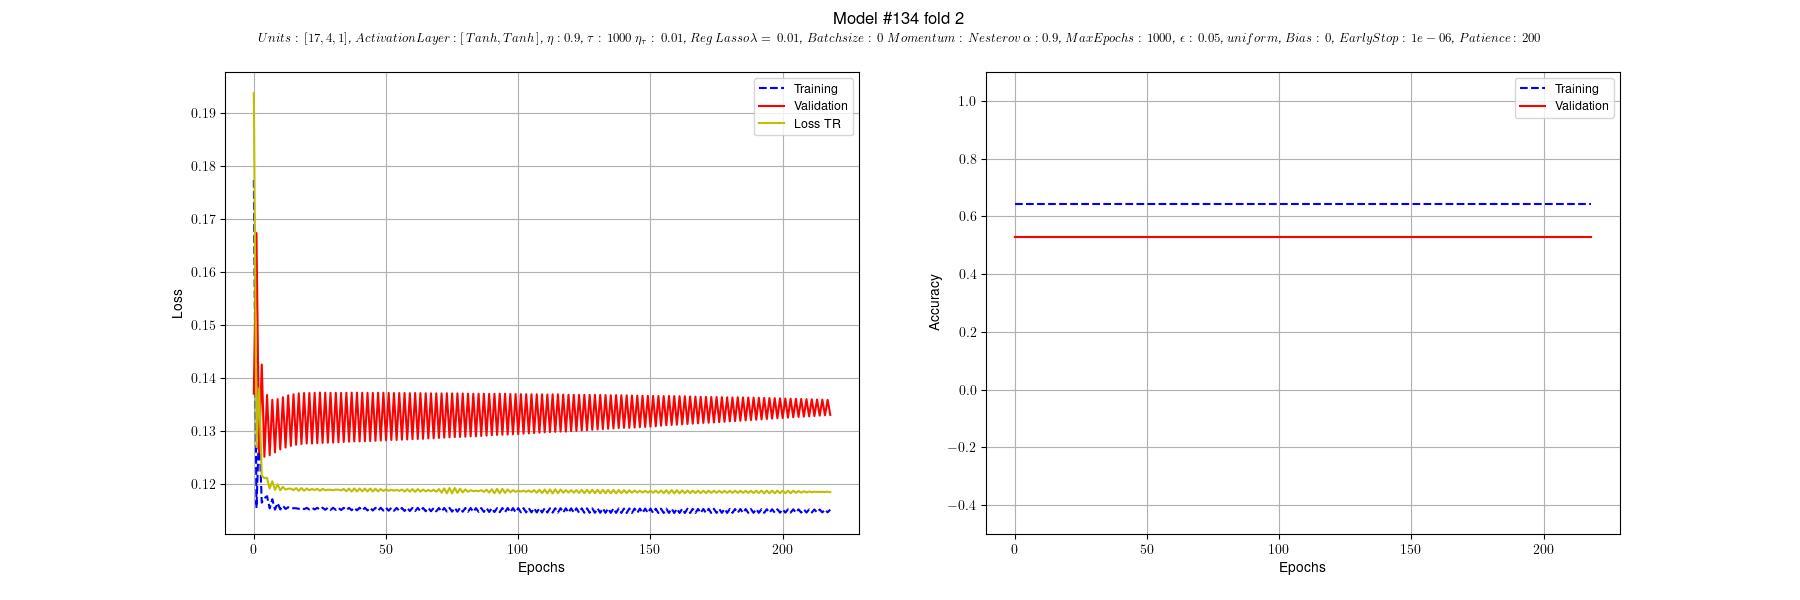 Model #134 fold 2
Units : [17, 4, 1], ActivationLayer : [Tanh, Tanh], η : 0.9, τ : 1000 ητ : 0.01, Reg Lassoλ = 0.01, Batchsize : 0 Momentum : Nesterov α : 0.9, MaxEpochs : 1000, ϵ : 0.05, uniform, Bias : 0, EarlyStop : 1e − 06, Patience : 200
Training
Validation
Loss TR
0.19
0.18
0.17
0.16
0.15
0.14
0.13
0.12
Loss
0
50
100
150
200
Epochs
Training
Validation
1.0
0.8
0.6
0.4
0.2
0.0
−0.2
−0.4
Accuracy
0
50
100
150
200
Epochs